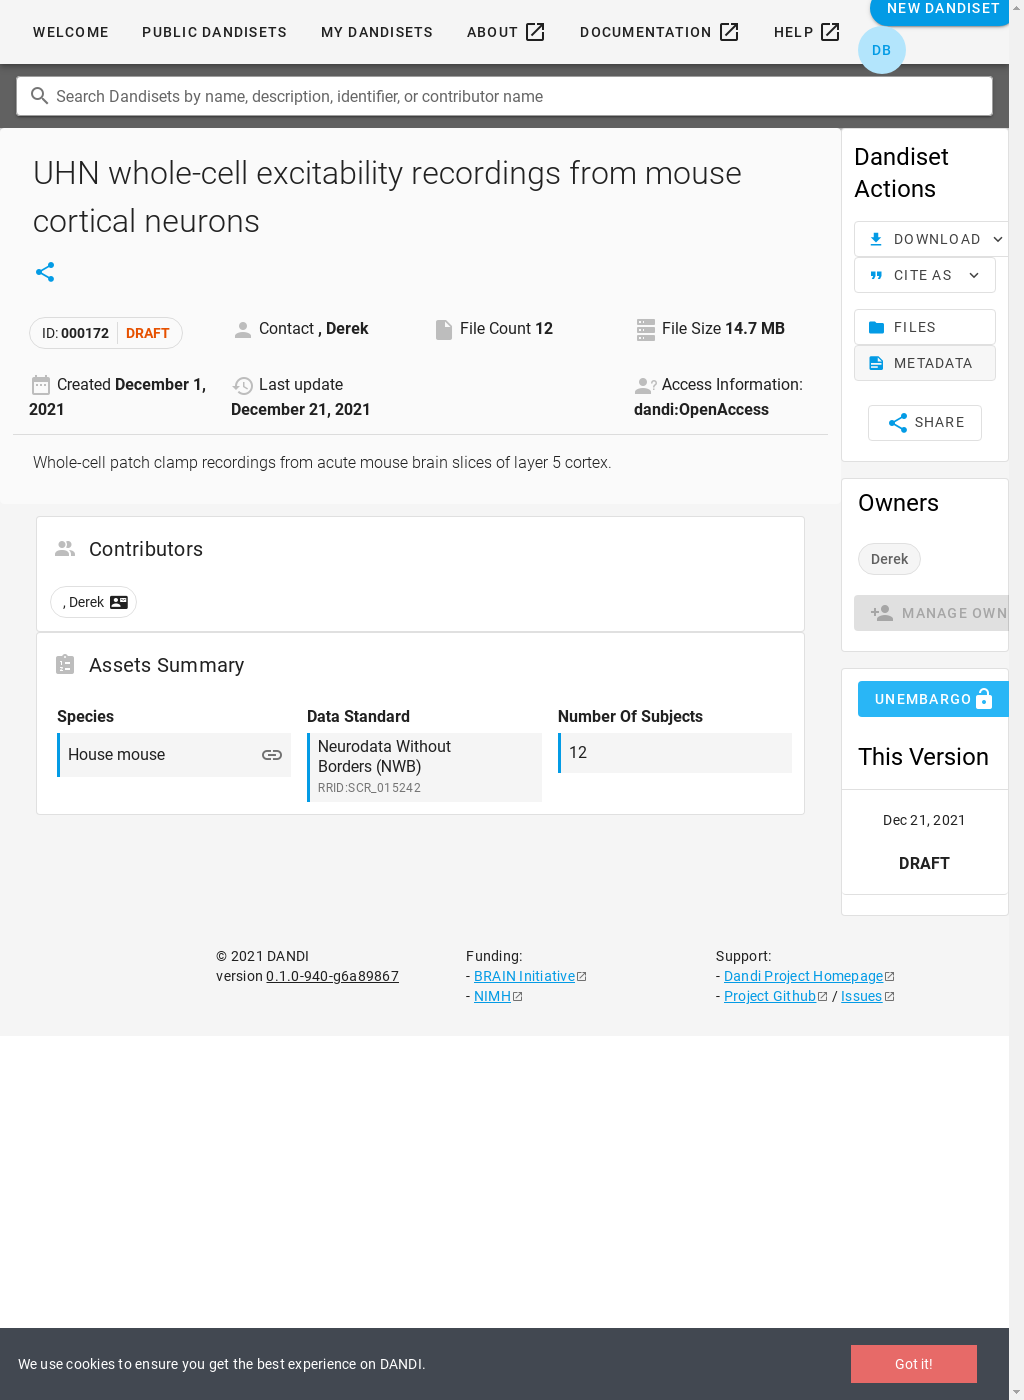 WELCOME PUBLIC DANDISETS MY DANDISETS ABOUT DOCUMENTATION HELP NEW DANDISET
DB
Search Dandisets by name, description, identifier, or contributor name
UHN whole-cell excitability recordings from mouse
cortical neurons
ID: 000172 DRAFT
Contact , Derek
File Count 12
File Size 14.7 MB
Created December 1,
2021
Last update
December 21, 2021
Access Information:
dandi:OpenAccess
Whole-cell patch clamp recordings from acute mouse brain slices of layer 5 cortex.
Contributors
, Derek
Assets Summary
Species
House mouse
Data Standard
Neurodata Without
Borders (NWB)
RRID:SCR_015242
Number Of Subjects
12
Dandiset
Actions
DOWNLOAD
CITE AS
FILES
METADATA
SHARE
Owners
Derek
MANAGE OWN
UNEMBARGO
This Version
Dec 21, 2021
DRAFT
© 2021 DANDI
version 0.1.0-940-g6a89867
Funding:
- BRAIN Initiative
- NIMH
Support:
- Dandi Project Homepage
- Project Github / Issues
We use cookies to ensure you get the best experience on DANDI.
Got it!